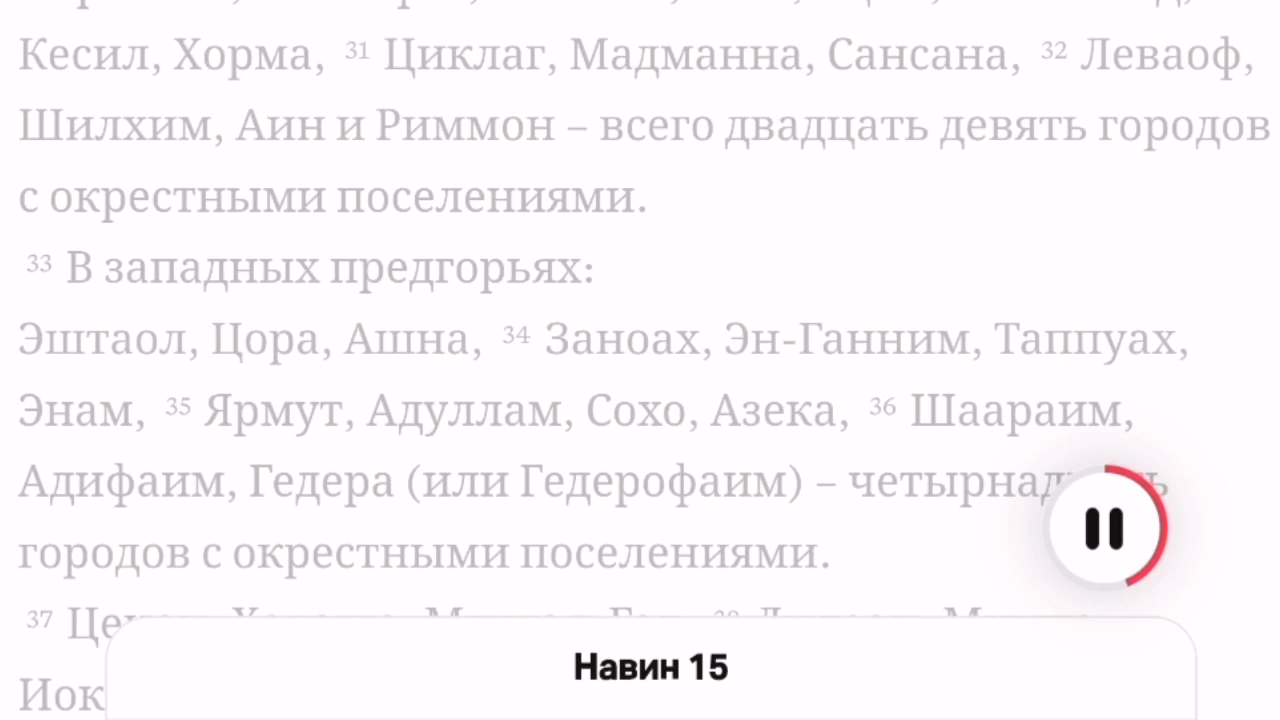 Кесил, Хорма, 31 Циклаг, Мадманна, Сансана, 32 Леваоф,
Шилхим, Аин и Риммон – всего двадцать девять городов
с окрестными поселениями.
33 В западных предгорьях:
Эштаол, Цора, Ашна, 34 Заноах, Эн-Ганним, Таппуах,
Энам, 35 Ярмут, Адуллам, Сохо, Азека, 36 Шаараим,
Адифаим, Гедера (или Гедерофаим) –
городов с окрестными поселениями.
37
Навин 15